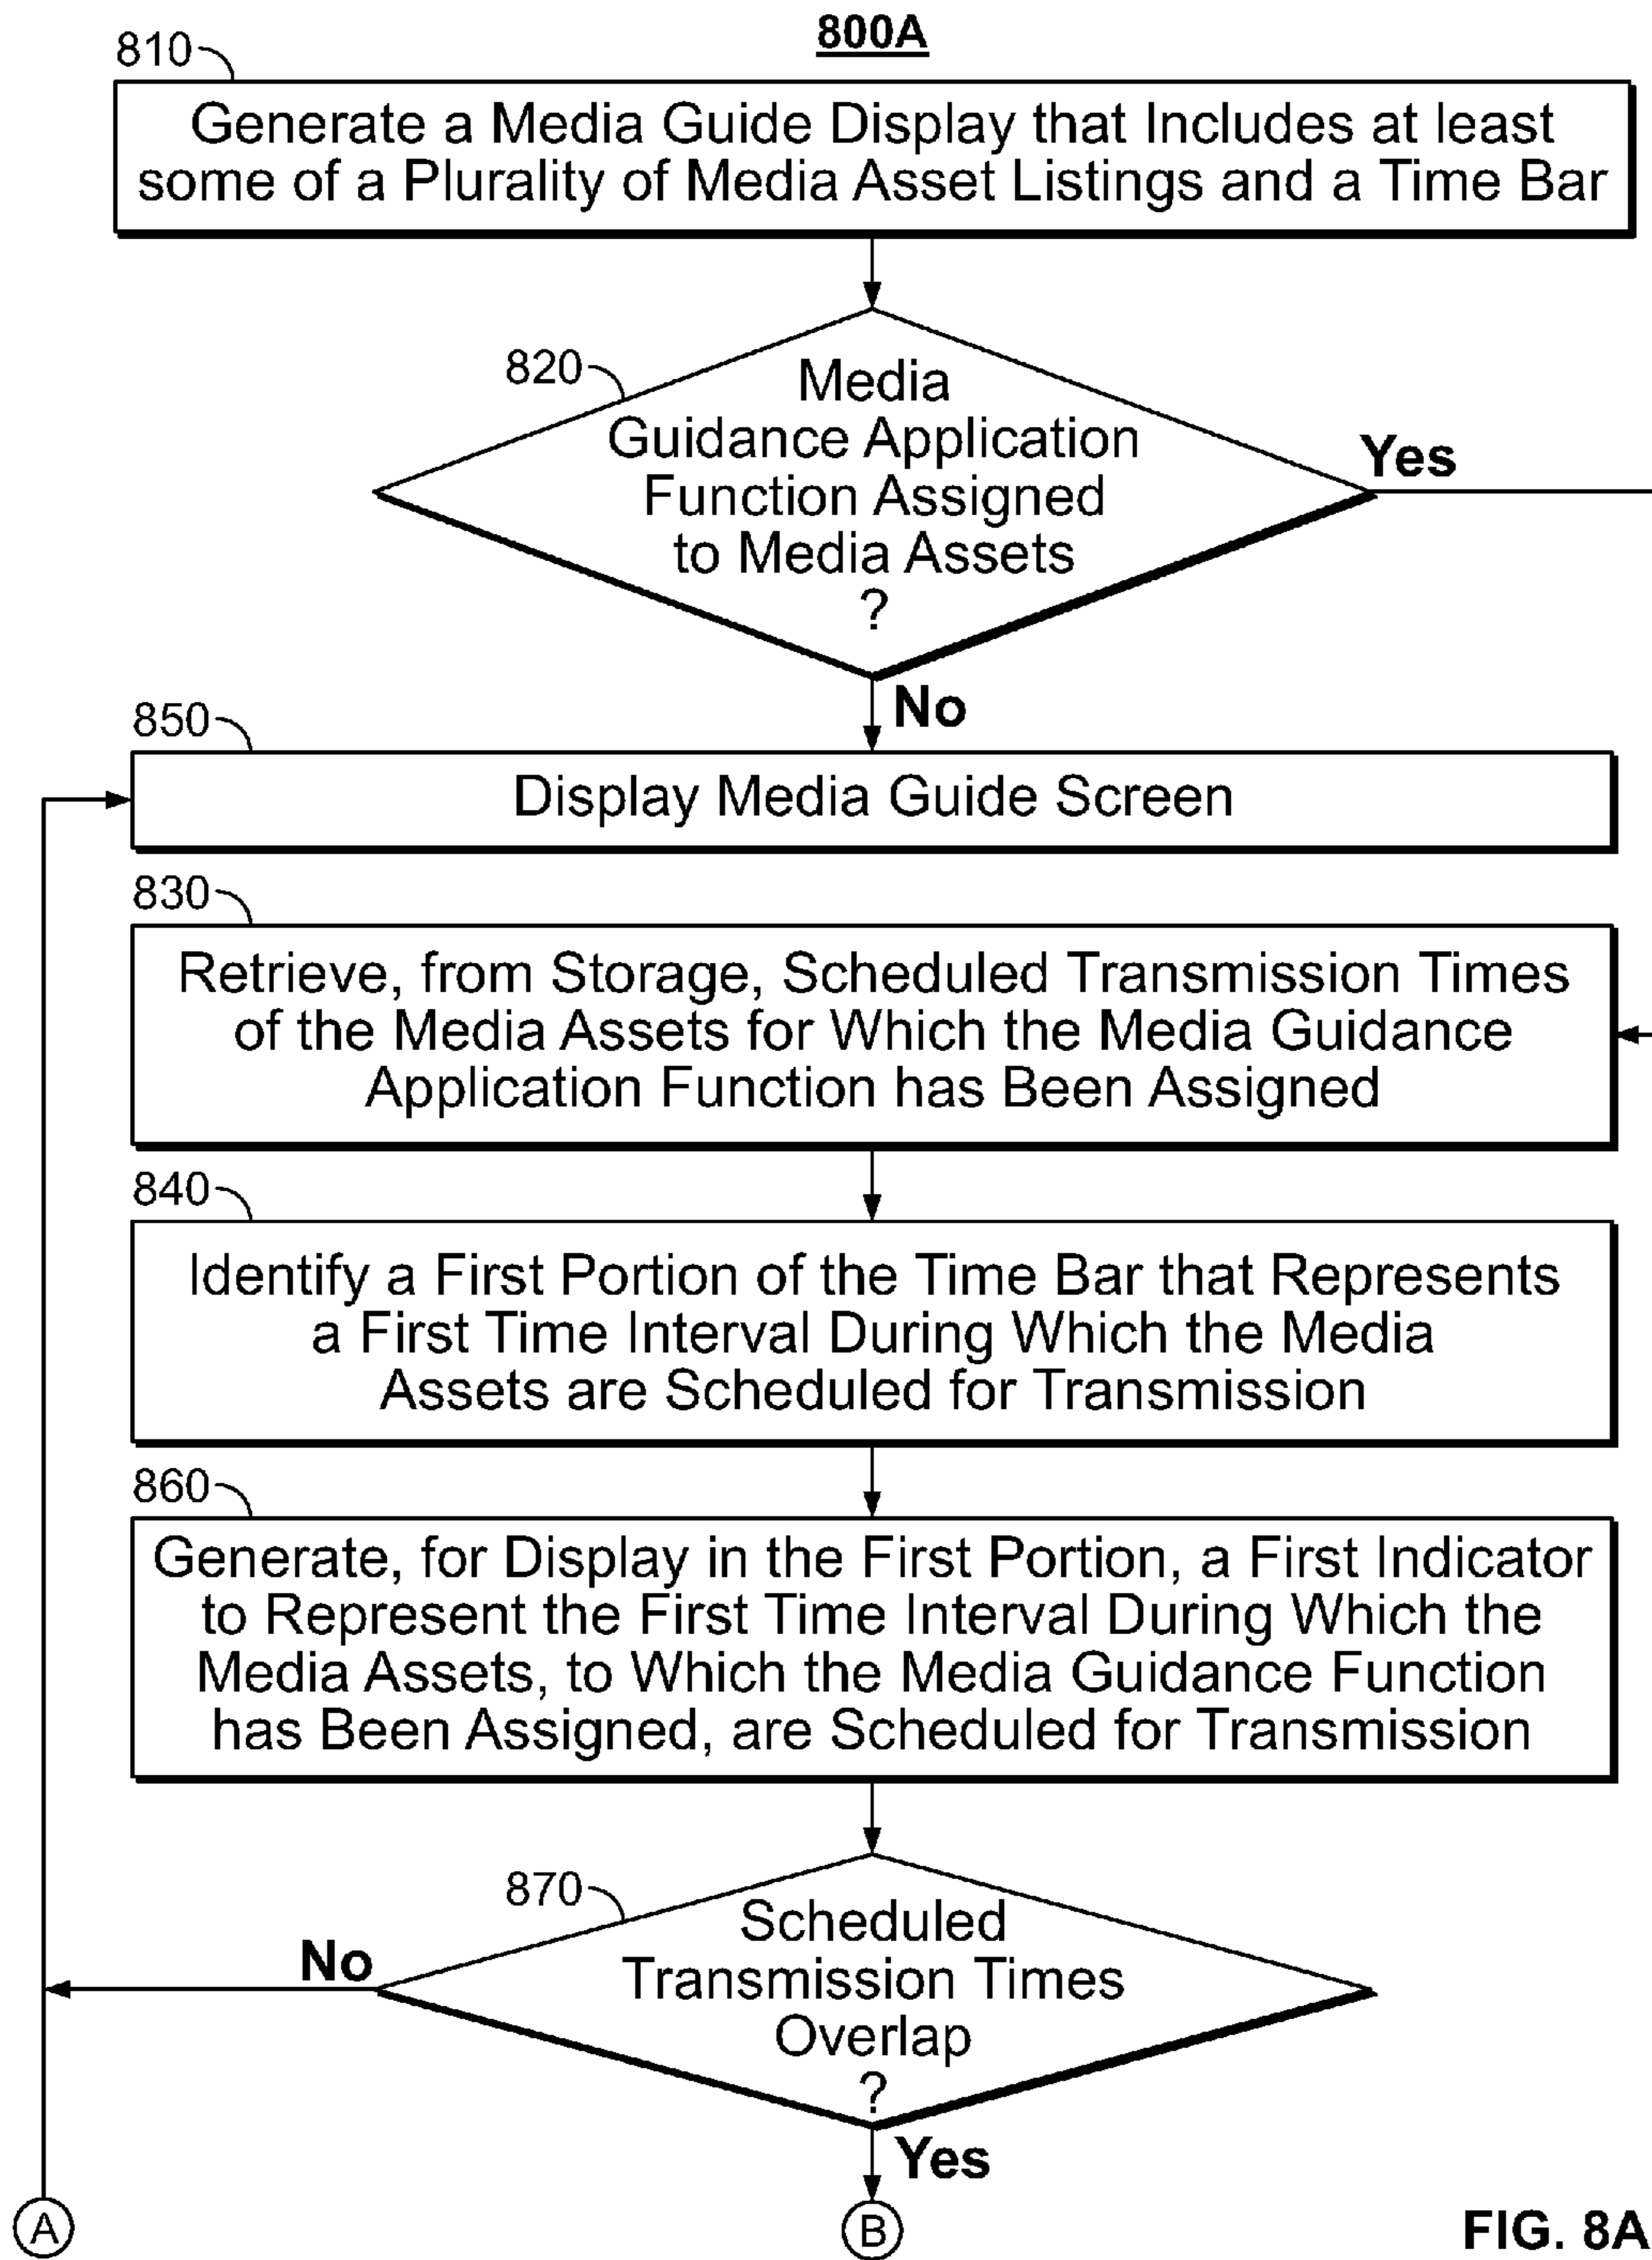 800A
810
Generate a Media Guide Display that Includes at least
some of a Plurality of Media Asset Listings and a Time Bar
820
Media
Guidance Application
Function Assigned
to Media Assets
?
Yes
No
850
Display Media Guide Screen
830
Retrieve, from Storage, Scheduled Transmission Times
of the Media Assets for Which the Media Guidance
Application Function has Been Assigned
840
Identify a First Portion of the Time Bar that Represents
a First Time Interval During Which the Media
Assets are Scheduled for Transmission
860
Generate, for Display in the First Portion, a First Indicator
to Represent the First Time Interval During Which the
Media Assets, to Which the Media Guidance Function
has Been Assigned, are Scheduled for Transmission
870
Scheduled
Transmission Times
Overlap
?
No
Yes
A
B
FIG. 8A